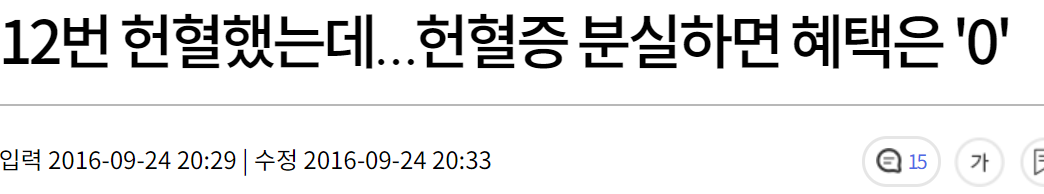 12번 헌혈했는데…헌혈증 분실하면 혜택은 '0'
입력 2016-09-24 20:29 | 수정 2016-09-24 20:33
15
가